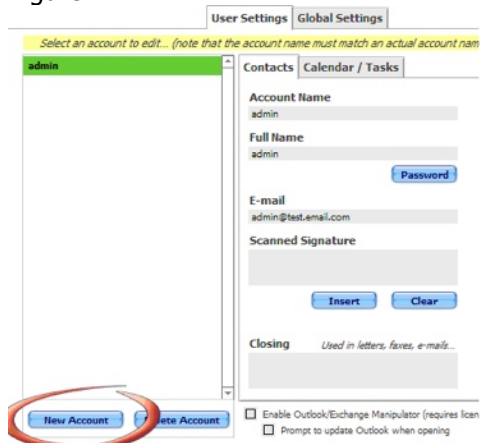 User Settings Global Settings
Select an account to edit... (note that the account name must match an actual account nam
admin
Contacts Calendar / Tasks
Account Name
admin
Full Name
admin
Password
E-mail
admin@test.email.com
Scanned Signature
Insert Clear
Closing Used in letters, faxes, e-mails...
New Account ete Account
Enable Outlook/Exchange Manipulator (requires licen
Prompt to update Outlook when opening